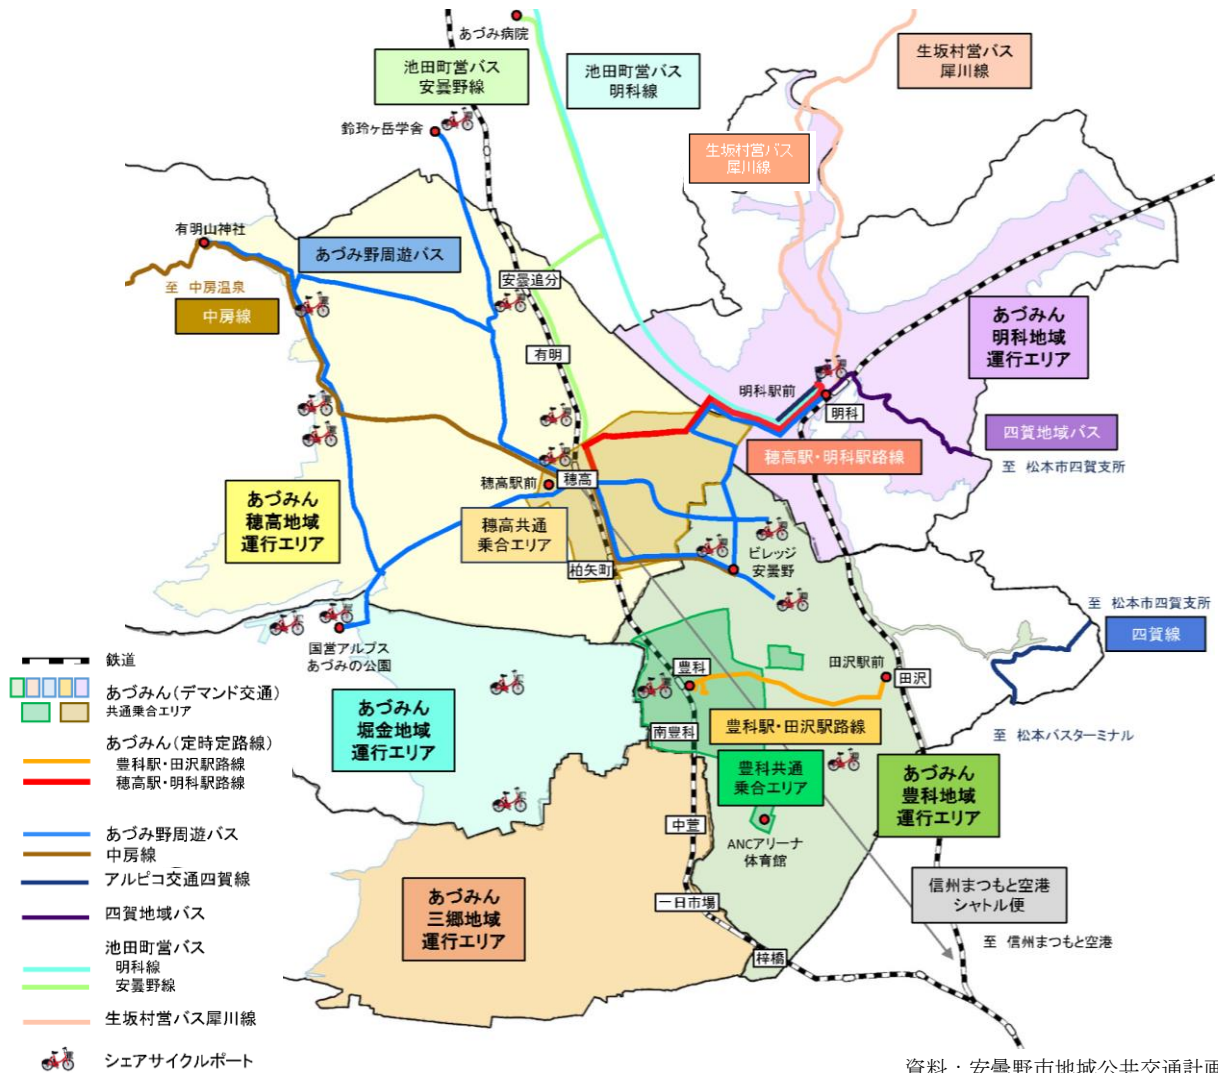 あづみ病院
池田町営バス
安曇野線
池田町営バス
明科線
生坂村営バス
犀川線
鈴玲ヶ岳学舎
生坂村営バス
犀川線
有明山神社
あづみ野周遊バス
安曇追分
至 中房温泉
中房線
有明
あづみん
明科地域
運行エリア
明科駅前
明科
四賀地域バス
穂高駅・明科駅路線
至 松本市四賀支所
穂高駅前
穂高
あづみん
穂高地域
運行エリア
穂高共通
乗合エリア
柏矢町
ビレッジ
安曇野
至 松本市四賀支所
四賀線
国営アルプス
あづみの公園
豊科
田沢駅前
田沢
あづみん
堀金地域
運行エリア
南豊科
豊科駅・田沢駅路線
至 松本バスターミナル
豊科共通
乗合エリア
あづみん
豊科地域
運行エリア
中萱
ANCアリーナ
体育館
あづみん
三郷地域
運行エリア
一日市場
信州まつもと空港
シャトル便
至 信州まつもと空港
梓橋
鉄道
あづみん(デマンド交通)
共通乗合エリア
あづみん(定時定路線)
豊科駅・田沢駅路線
穂高駅・明科駅路線
あづみ野周遊バス
中房線
アルピコ交通四賀線
四賀地域バス
池田町営バス
明科線
安曇野線
生坂村営バス犀川線
シェアサイクルポート
資料：安曇野市地域公共交通計画